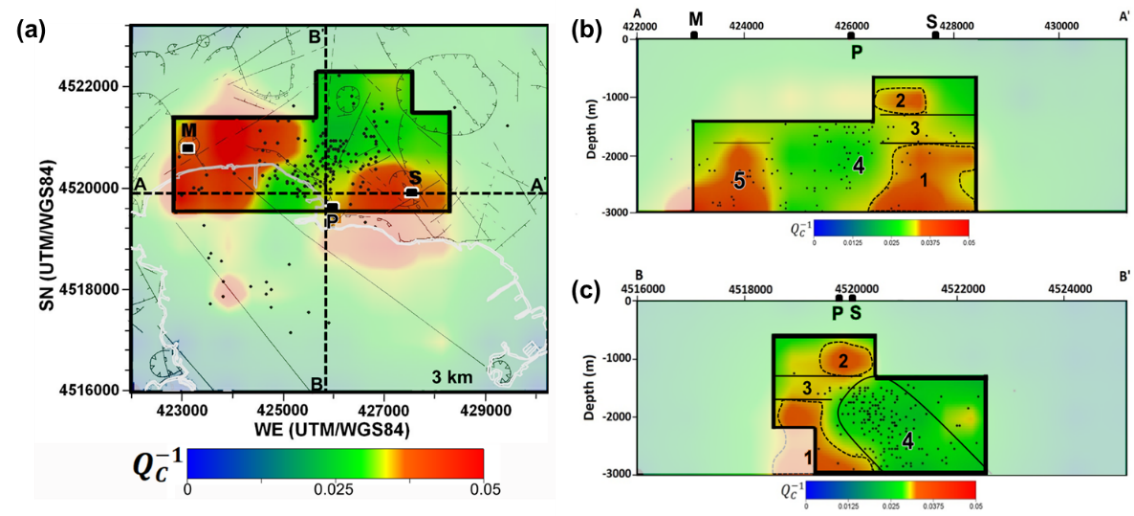 (a)
B'
4522000
4520000
4518000
4516000
SN (UTM/WGS84)
M
A
S
A'
P
3 km
B
423000 425000 427000 429000
WE (UTM/WGS84)
Q_C^-1
0 0.025 0.05
(b)
A M S A'
422000 424000 426000 428000 430000
P
0
-1000
-2000
-3000
Depth (m)
2
3
4
5
1
Q_C^-1
0 0.0125 0.025 0.0375 0.05
(c)
B B'
4516000 4518000 4520000 4522000 4524000
P S
0
-1000
-2000
-3000
Depth (m)
2
3
4
1
Q_C^-1
0 0.0125 0.025 0.0375 0.05